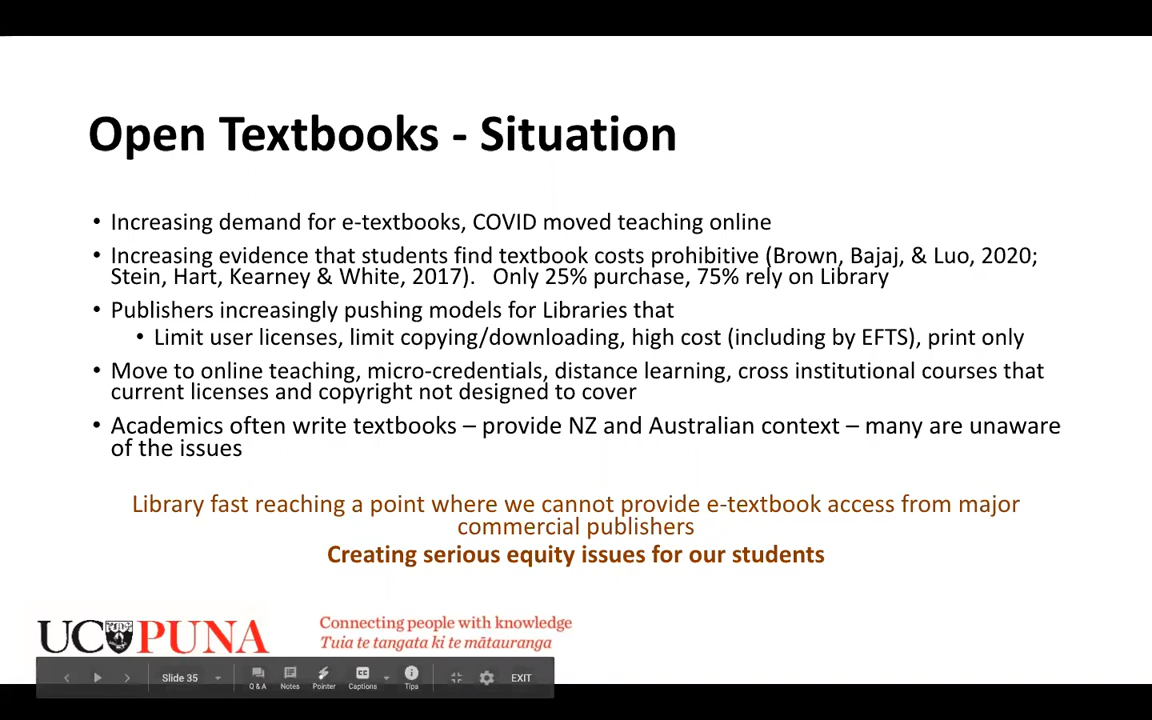 Open Textbooks - Situation
• Increasing demand for e-textbooks, COVID moved teaching online
• Increasing evidence that students find textbook costs prohibitive (Brown, Bajaj, & Luo, 2020;
Stein, Hart, Kearney & White, 2017). Only 25% purchase, 75% rely on Library
• Publishers increasingly pushing models for Libraries that
• Limit user licenses, limit copying/downloading, high cost (including by EFTS), print only
• Move to online teaching, micro-credentials, distance learning, cross institutional courses that
current licenses and copyright not designed to cover
• Academics often write textbooks – provide NZ and Australian context – many are unaware
of the issues
Library fast reaching a point where we cannot provide e-textbook access from major
commercial publishers
Creating serious equity issues for our students
UC PUNA
Connecting people with knowledge
Tuia te tangata ki te mātauranga
Slide 35
Q & A
Notes
Pointer
CC
Captions
Tips
EXIT